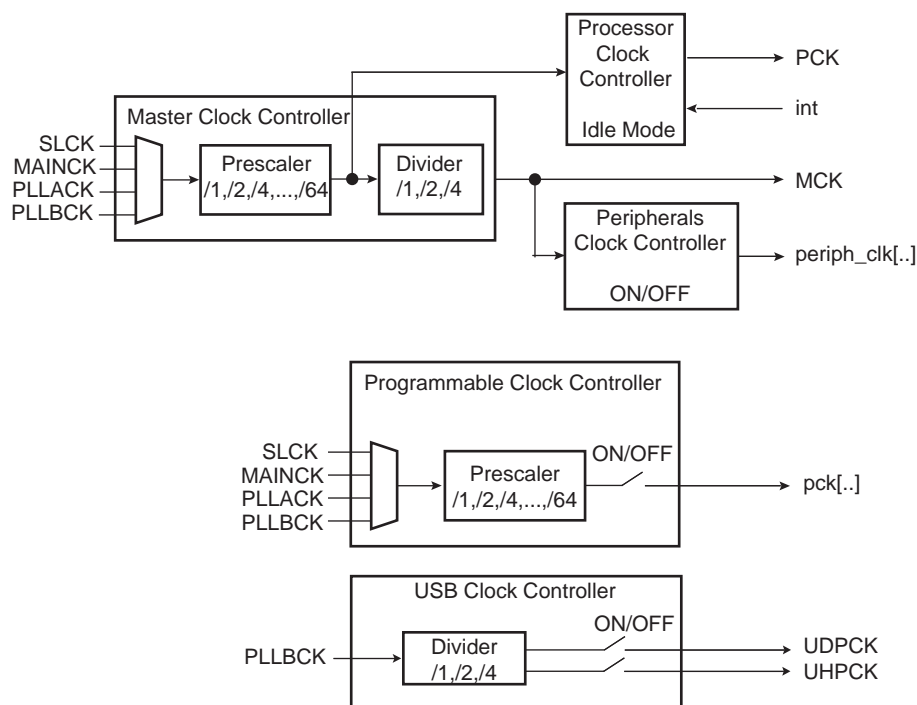 Processor
Clock
Controller
Idle Mode
PCK
int
Master Clock Controller
SLCK
MAINCK
PLLACK
PLLBCK
Prescaler
/1,/2,/4,...,/64
Divider
/1,/2,/4
MCK
Peripherals
Clock Controller
ON/OFF
periph_clk[..]
Programmable Clock Controller
SLCK
MAINCK
PLLACK
PLLBCK
Prescaler
/1,/2,/4,...,/64
ON/OFF
pck[..]
USB Clock Controller
PLLBCK
Divider
/1,/2,/4
ON/OFF
UDPCK
UHPCK